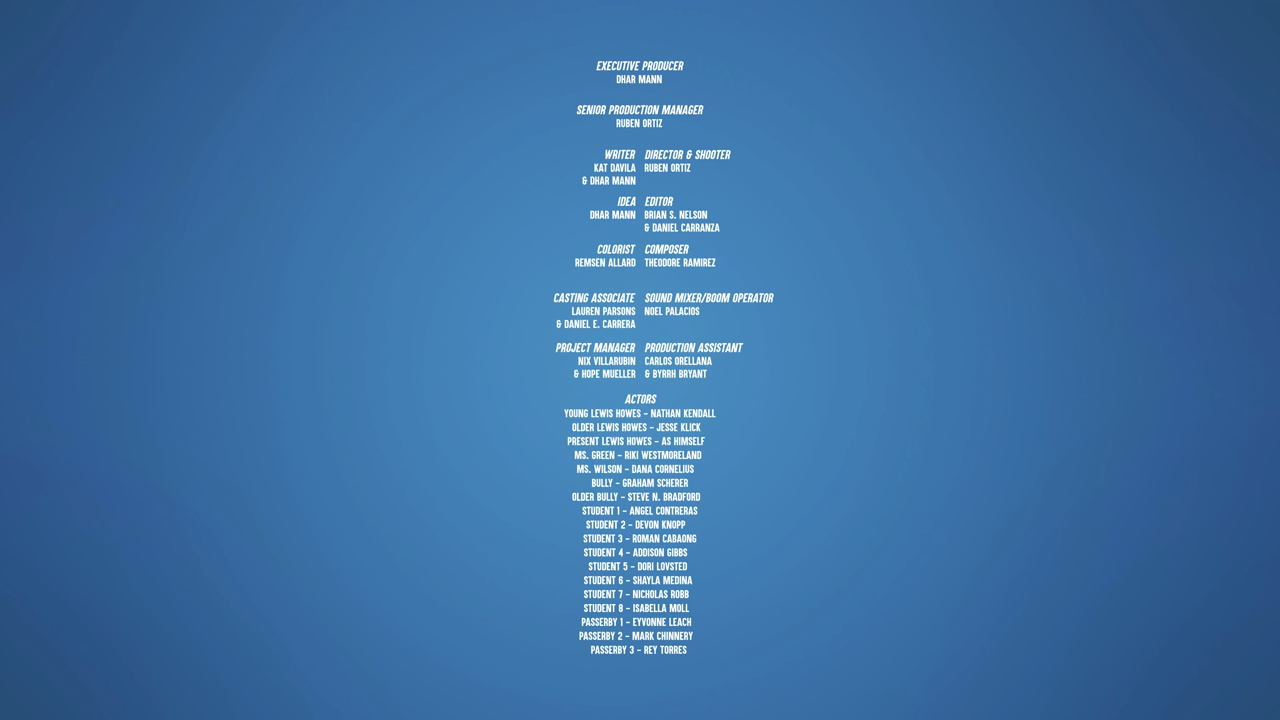 EXECUTIVE PRODUCER
DHAR MANN
SENIOR PRODUCTION MANAGER
RUBEN ORTIZ
WRITER
KAT DAVILA
& DHAR MANN
DIRECTOR & SHOOTER
RUBEN ORTIZ
IDEA
DHAR MANN
EDITOR
BRIAN S. NELSON
& DANIEL CARRANZA
COLORIST
REMSEN ALLARD
COMPOSER
THEODORE RAMIREZ
CASTING ASSOCIATE
LAUREN PARSONS
& DANIEL E. CARRERA
SOUND MIXER/BOOM OPERATOR
NOEL PALACIOS
PROJECT MANAGER
NIX VILLARUBIN
& HOPE MUELLER
PRODUCTION ASSISTANT
CARLOS ORELLANA
& BYRRH BRYANT
ACTORS
YOUNG LEWIS HOWES - NATHAN KENDALL
OLDER LEWIS HOWES - JESSE KLICK
PRESENT LEWIS HOWES - AS HIMSELF
MS. GREEN - RIKI WESTMORELAND
MS. WILSON - DANA CORNELIUS
BULLY - GRAHAM SCHERER
OLDER BULLY - STEVE N. BRADFORD
STUDENT 1 - ANGEL CONTRERAS
STUDENT 2 - DEVON KNOPP
STUDENT 3 - ROMAN CABAONG
STUDENT 4 - ADDISON GIBBS
STUDENT 5 - DORI LOVSTED
STUDENT 6 - SHAYLA MEDINA
STUDENT 7 - NICHOLAS ROBB
STUDENT 8 - ISABELLA MOLL
PASSERBY 1 - EYVONNE LEACH
PASSERBY 2 - MARK CHINNERY
PASSERBY 3 - REY TORRES